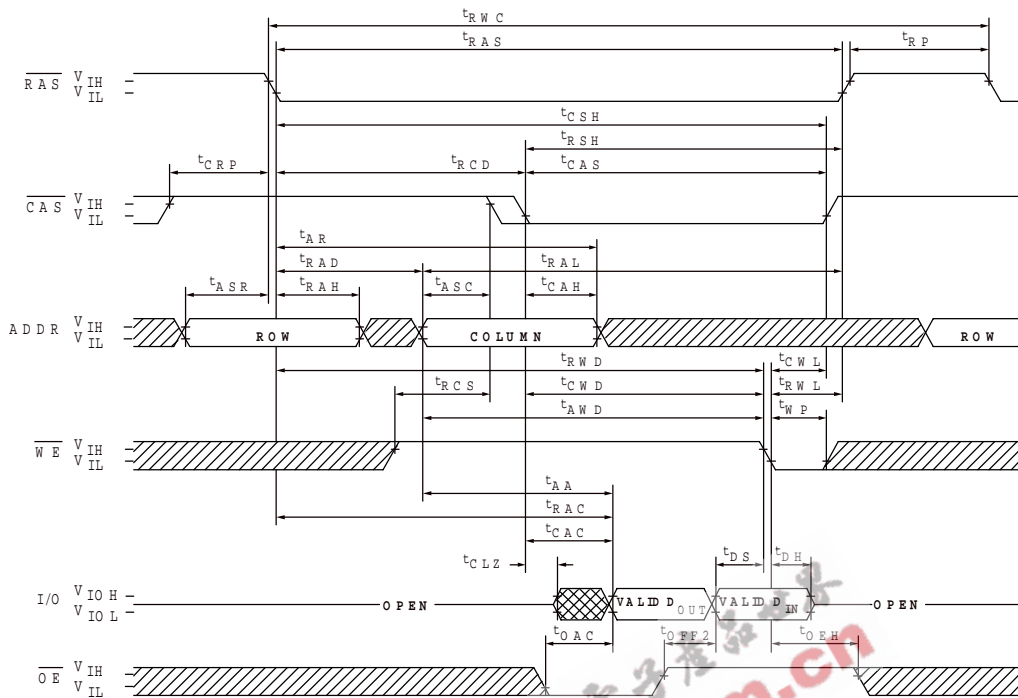 tRWC
tRAS tRP
RAS VIH
VIL
tCSH
tRSH
tCRP tRCD tCAS
CAS VIH
VIL
tAR
tRAD tRAL
tASR tRAH tASC tCAH
ADDR VIH
VIL
ROW COLUMN ROW
tRWD tCWL
tRCS tCWD tRWL
tAWD tWP
WE VIH
VIL
tAA
tRAC
tCAC
tCLZ tDS tDH
I/O VIOH
VIOL
OPEN VALID DOUT VALID DIN OPEN
tOAC tOFF2 tOEH
OE VIH
VIL
.cn